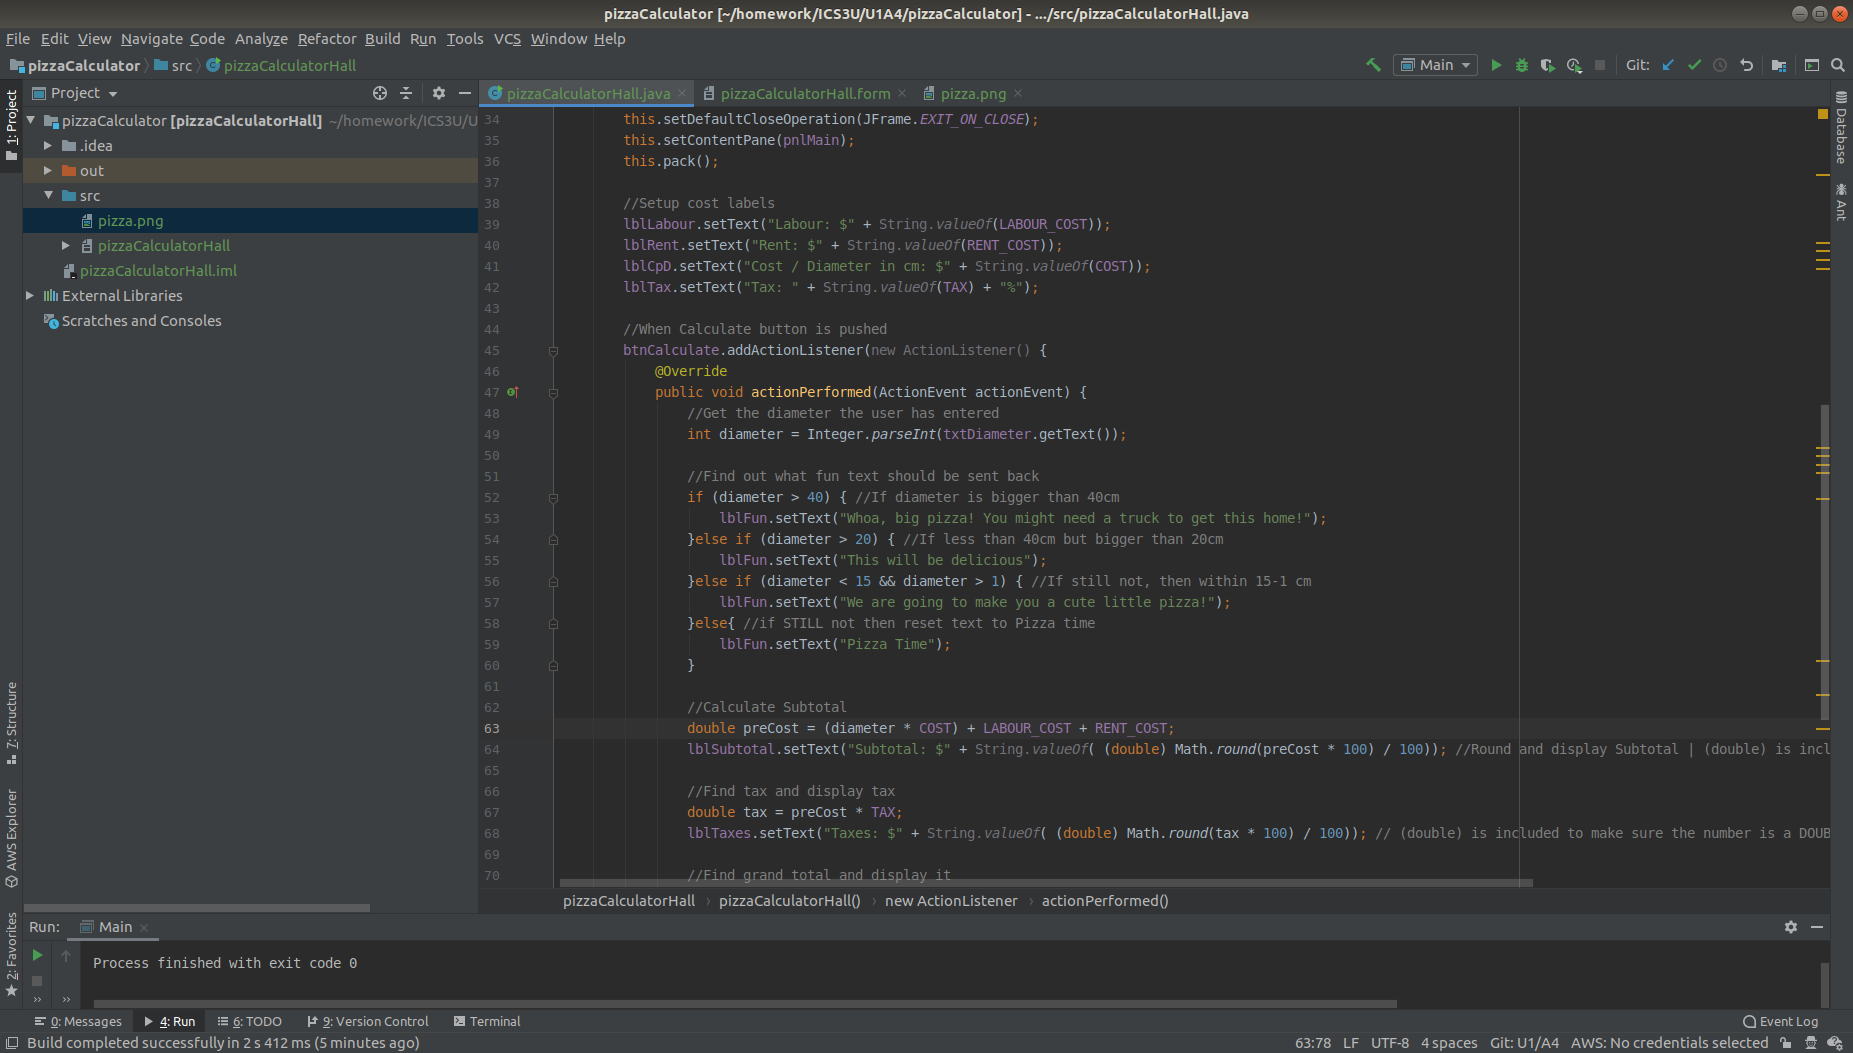 pizzaCalculator [~/homework/ICS3U/U1A4/pizzaCalculator] - .../src/pizzaCalculatorHall.java
File Edit View Navigate Code Analyze Refactor Build Run Tools VCS Window Help
pizzaCalculator src pizzaCalculatorHall
Main Git:
1: Project
Project
pizzaCalculator [pizzaCalculatorHall] ~/homework/ICS3U/U
.idea
out
src
pizza.png
pizzaCalculatorHall
pizzaCalculatorHall.iml
External Libraries
Scratches and Consoles
7: Structure
AWS Explorer
2: Favorites
pizzaCalculatorHall.java pizzaCalculatorHall.form pizza.png
34 this.setDefaultCloseOperation(JFrame.EXIT_ON_CLOSE);
35 this.setContentPane(pnlMain);
36 this.pack();
37
38 //Setup cost labels
39 lblLabour.setText("Labour: $" + String.valueOf(LABOUR_COST));
40 lblRent.setText("Rent: $" + String.valueOf(RENT_COST));
41 lblCpD.setText("Cost / Diameter in cm: $" + String.valueOf(COST));
42 lblTax.setText("Tax: " + String.valueOf(TAX) + "%");
43
44 //When Calculate button is pushed
45 btnCalculate.addActionListener(new ActionListener() {
46 @Override
47 public void actionPerformed(ActionEvent actionEvent) {
48 //Get the diameter the user has entered
49 int diameter = Integer.parseInt(txtDiameter.getText());
50
51 //Find out what fun text should be sent back
52 if (diameter > 40) { //If diameter is bigger than 40cm
53 lblFun.setText("Whoa, big pizza! You might need a truck to get this home!");
54 }else if (diameter > 20) { //If less than 40cm but bigger than 20cm
55 lblFun.setText("This will be delicious");
56 }else if (diameter < 15 && diameter > 1) { //If still not, then within 15-1 cm
57 lblFun.setText("We are going to make you a cute little pizza!");
58 }else{ //if STILL not then reset text to Pizza time
59 lblFun.setText("Pizza Time");
60 }
61
62 //Calculate Subtotal
63 double preCost = (diameter * COST) + LABOUR_COST + RENT_COST;
64 lblSubtotal.setText("Subtotal: $" + String.valueOf( (double) Math.round(preCost * 100) / 100)); //Round and display Subtotal | (double) is incl
65
66 //Find tax and display tax
67 double tax = preCost * TAX;
68 lblTaxes.setText("Taxes: $" + String.valueOf( (double) Math.round(tax * 100) / 100)); // (double) is included to make sure the number is a DOUB
69
70 //Find grand total and display it
pizzaCalculatorHall pizzaCalculatorHall() new ActionListener actionPerformed()
Database
Ant
Run: Main
Process finished with exit code 0
0: Messages 4: Run 6: TODO 9: Version Control Terminal Event Log
Build completed successfully in 2 s 412 ms (5 minutes ago) 63:78 LF UTF-8 4 spaces Git: U1/A4 AWS: No credentials selected